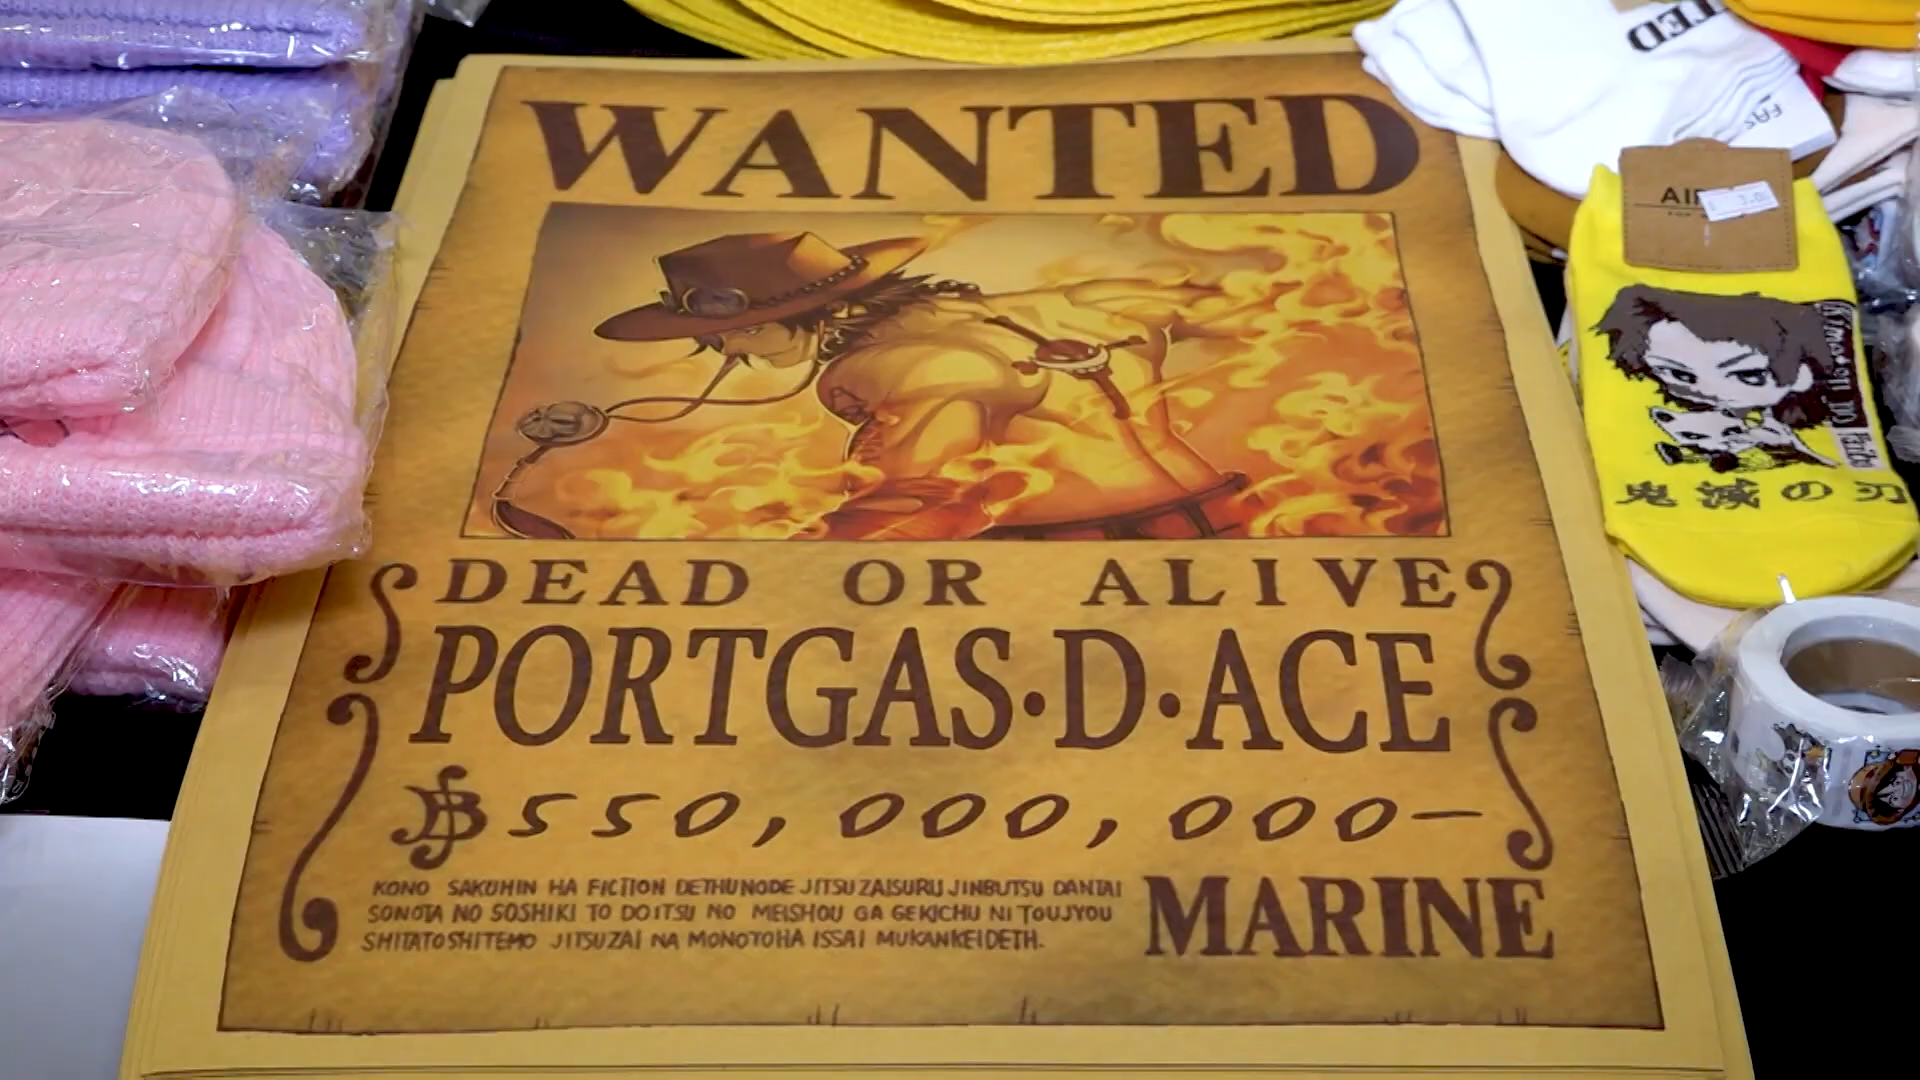 WANTED
DEAD OR ALIVE
PORTGAS·D·ACE
฿550,000,000-
KONO SAKUHIN HA FICTION DETHUNODE JITSUZAISURU JINBUTSU DANTAI
SONOTA NO SOSHIKI TO DOITSU NO MEISHOU GA GEKICHU NI TOUJYOU
SHITATOSHITEMO JITSUZAI NA MONOTOHA ISSAI MUKANKEIDETH.
MARINE
鬼滅の刃